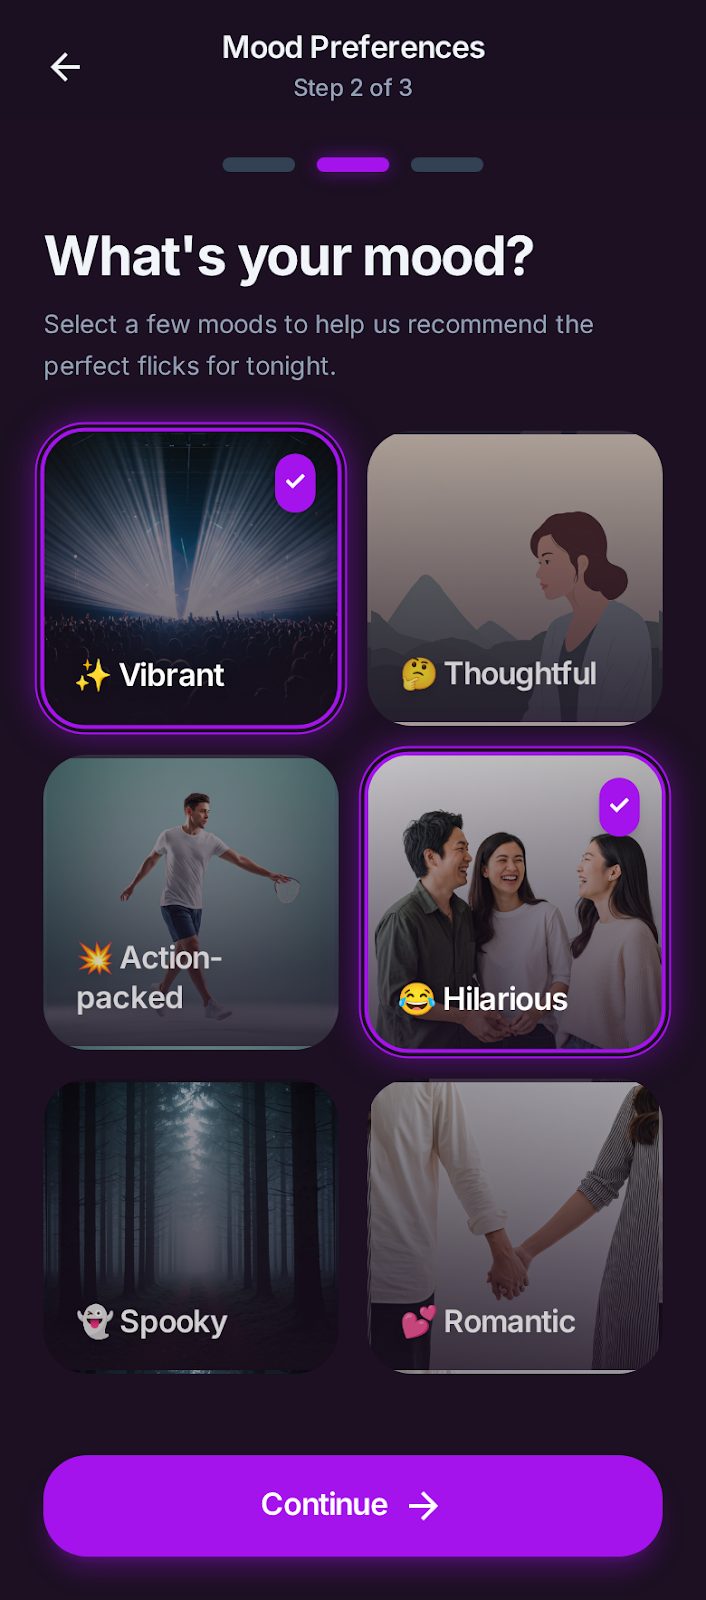 Mood Preferences
Step 2 of 3
What's your mood?
Select a few moods to help us recommend the
perfect flicks for tonight.
✨ Vibrant
🤔 Thoughtful
💥 Action-
packed
😂 Hilarious
👻 Spooky
💕 Romantic
Continue →